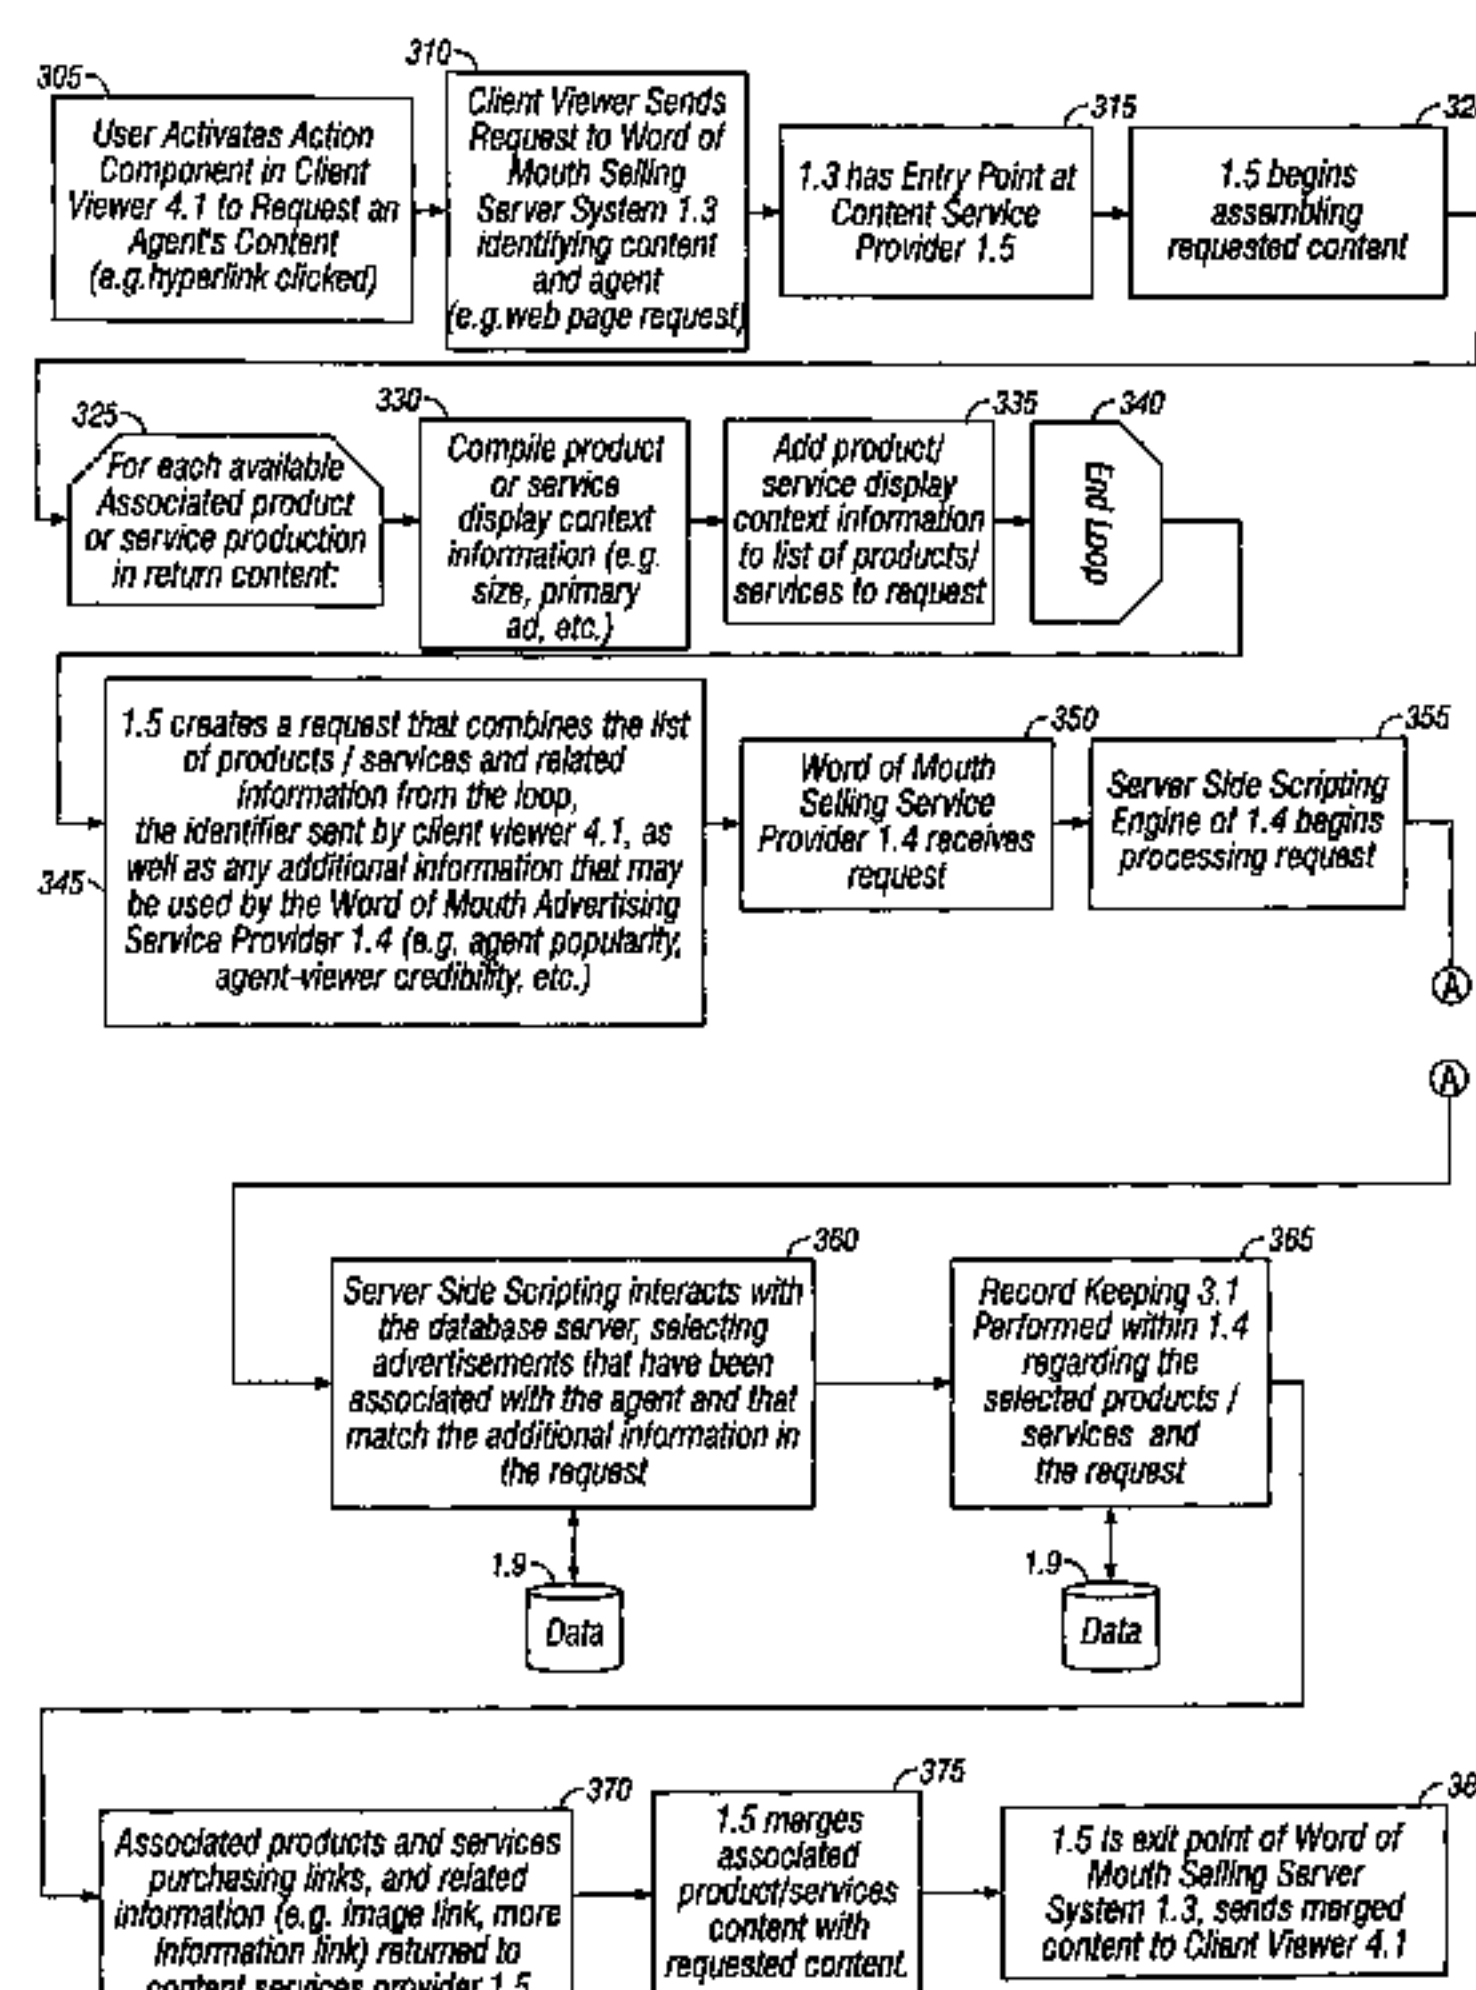 305
User Activates Action
Component in Client
Viewer 4.1 to Request an
Agent's Content
(e.g.hyperlink clicked)
310
Client Viewer Sends
Request to Word of
Mouth Selling
Server System 1.3
identifying content
and agent
(e.g.web page request)
315
1.3 has Entry Point at
Content Service
Provider 1.5
1.5 begins
assembling
requested content
325
For each available
Associated product
or service production
in return content:
330
Compile product
or service
display context
information (e.g.
size, primary
ad, etc.)
335
Add product/
service display
context information
to list of products/
services to request
340
End Loop
345
1.5 creates a request that combines the list
of products / services and related
information from the loop,
the identifier sent by client viewer 4.1, as
well as any additional information that may
be used by the Word of Mouth Advertising
Service Provider 1.4 (e.g. agent popularity,
agent-viewer credibility, etc.)
350
Word of Mouth
Selling Service
Provider 1.4 receives
request
355
Server Side Scripting
Engine of 1.4 begins
processing request
A
A
360
Server Side Scripting interacts with
the database server, selecting
advertisements that have been
associated with the agent and that
match the additional information in
the request
365
Record Keeping 3.1
Performed within 1.4
regarding the
selected products /
services and
the request
1.9
Data
1.9
Data
370
Associated products and services
purchasing links, and related
information (e.g. image link, more
information link) returned to
content services provider 1.5
375
1.5 merges
associated
product/services
content with
requested content.
1.5 is exit point of Word of
Mouth Selling Server
System 1.3, sends merged
content to Client Viewer 4.1